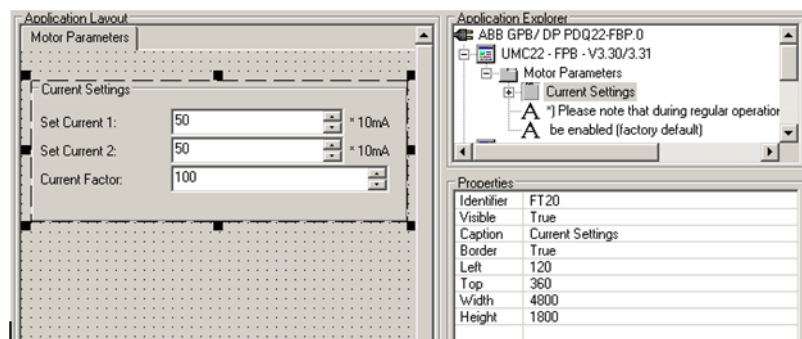 Application Layout
Motor Parameters
Current Settings
Set Current 1: 50 * 10mA
Set Current 2: 50 * 10mA
Current Factor: 100
Application Explorer
ABB GPB/ DP PDQ22-FBP.0
UMC22 - FPB - V3.30/3.31
Motor Parameters
Current Settings
A *) Please note that during regular operation
A be enabled (factory default)
Properties
Identifier FT20
Visible True
Caption Current Settings
Border True
Left 120
Top 360
Width 4800
Height 1800